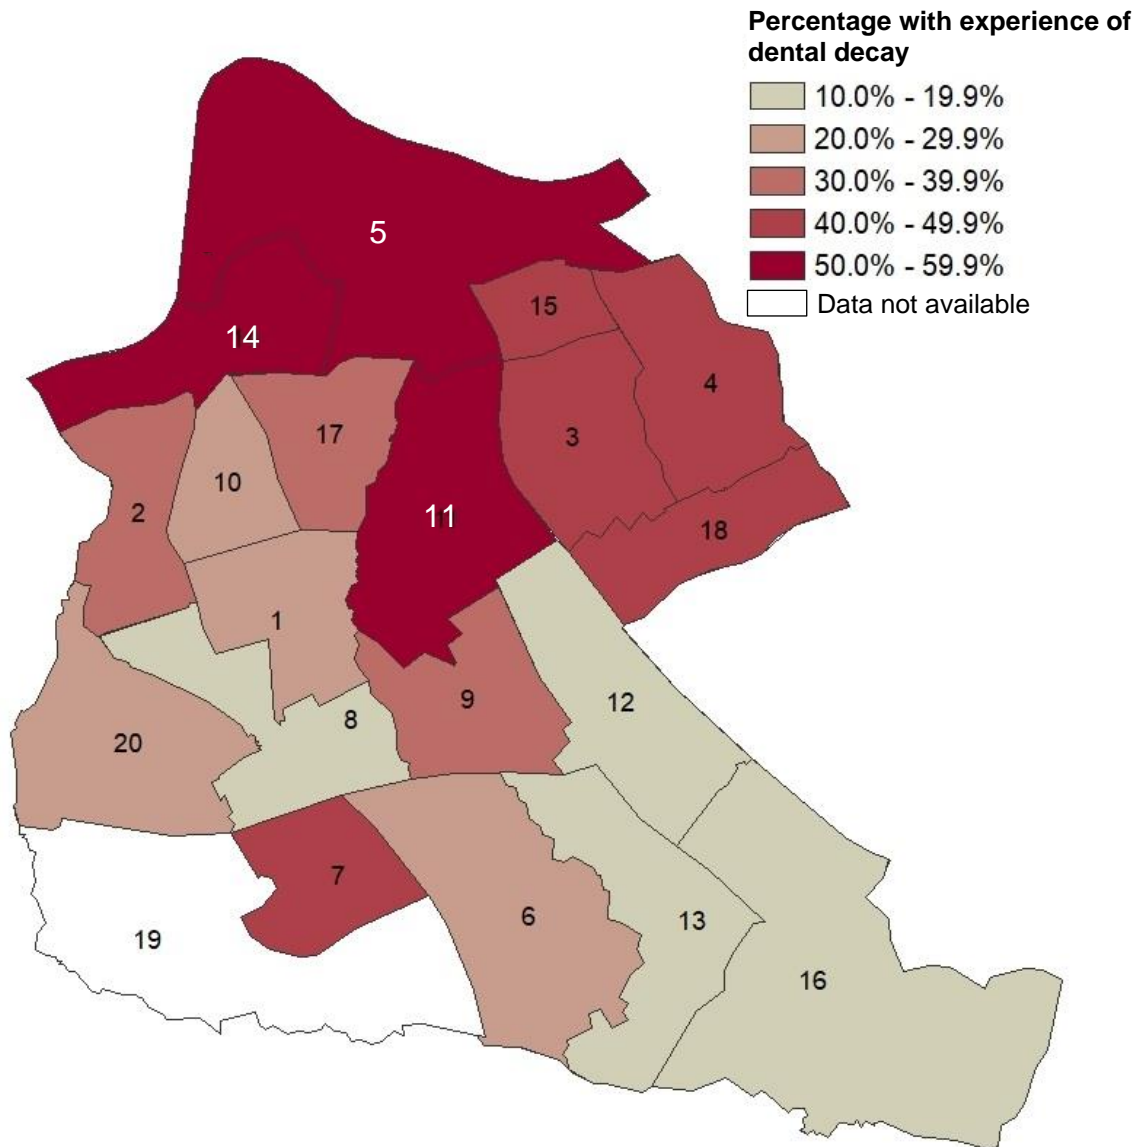 Percentage with experience of
dental decay
10.0% - 19.9%
20.0% - 29.9%
30.0% - 39.9%
40.0% - 49.9%
50.0% - 59.9%
Data not available
5
15
14
4
17
3
10
2
11
18
1
9
12
8
20
7
6
13
19
16